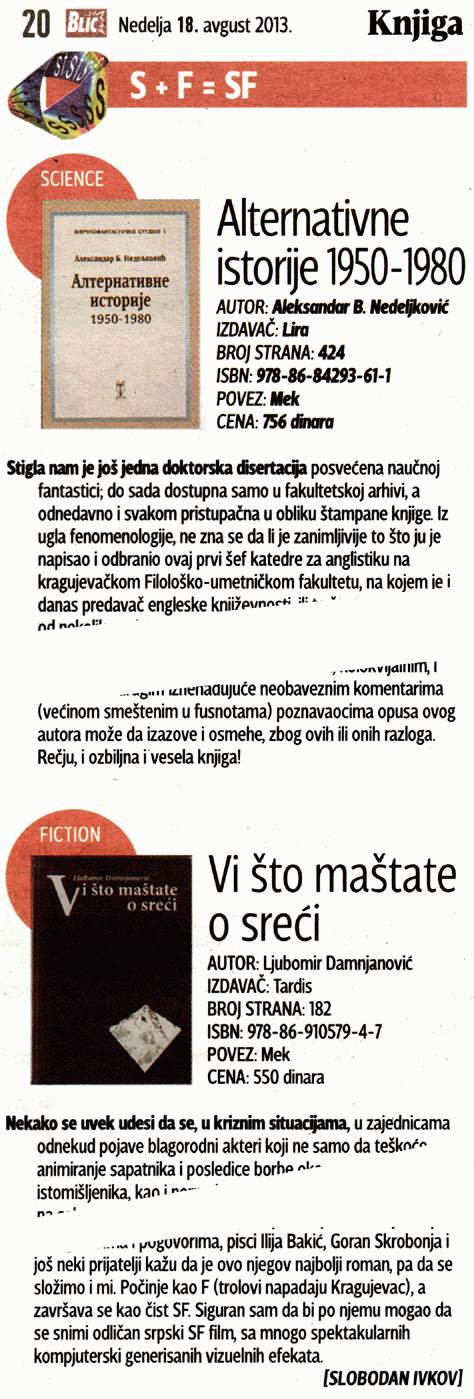 20 Blic Nedelja 18. avgust 2013. Knjiga
S + F = SF
SCIENCE
НАУЧНОФАНТАСТИЧНЕ СТУДИЈЕ 1
Александар Б. Недељковић
Алтернативне
историје
1950-1980
Alternativne
istorije 1950-1980
AUTOR: Aleksandar B. Nedeljković
IZDAVAČ: Lira
BROJ STRANA: 424
ISBN: 978-86-84293-61-1
POVEZ: Mek
CENA: 756 dinara
Stigla nam je još jedna doktorska disertacija posvećena naučnoj
fantastici; do sada dostupna samo u fakultetskoj arhivi, a
odnedavno i svakom pristupačna u obliku štampane knjige. Iz
ugla fenomenologije, ne zna se da li je zanimljivije to što ju je
napisao i odbranio ovaj prvi šef katedre za anglistiku na
kragujevačkom Filološko-umetničkom fakultetu, na kojem je i
danas predavač engleske književnosti,
od
i
iznenađujuće neobaveznim komentarima
(većinom smeštenim u fusnotama) poznavaocima opusa ovog
autora može da izazove i osmehe, zbog ovih ili onih razloga.
Rečju, i ozbiljna i vesela knjiga!
FICTION
Ljubomir Damnjanović
Vi što maštate
o sreći
Vi što maštate
o sreći
AUTOR: Ljubomir Damnjanović
IZDAVAČ: Tardis
BROJ STRANA: 182
ISBN: 978-86-910579-4-7
POVEZ: Mek
CENA: 550 dinara
Nekako se uvek udesi da se, u kriznim situacijama, u zajednicama
odnekud pojave blagorodni akteri koji ne samo da teškoće
animiranje sapatnika i posledice borbe
istomišljenika, kao i
i pogovorima, pisci Ilija Bakić, Goran Skrobonja i
još neki prijatelji kažu da je ovo njegov najbolji roman, pa da se
složimo i mi. Počinje kao F (trolovi napadaju Kragujevac), a
završava se kao čist SF. Siguran sam da bi po njemu mogao da
se snimi odličan srpski SF film, sa mnogo spektakularnih
kompjuterski generisanih vizuelnih efekata.
[SLOBODAN IVKOV]